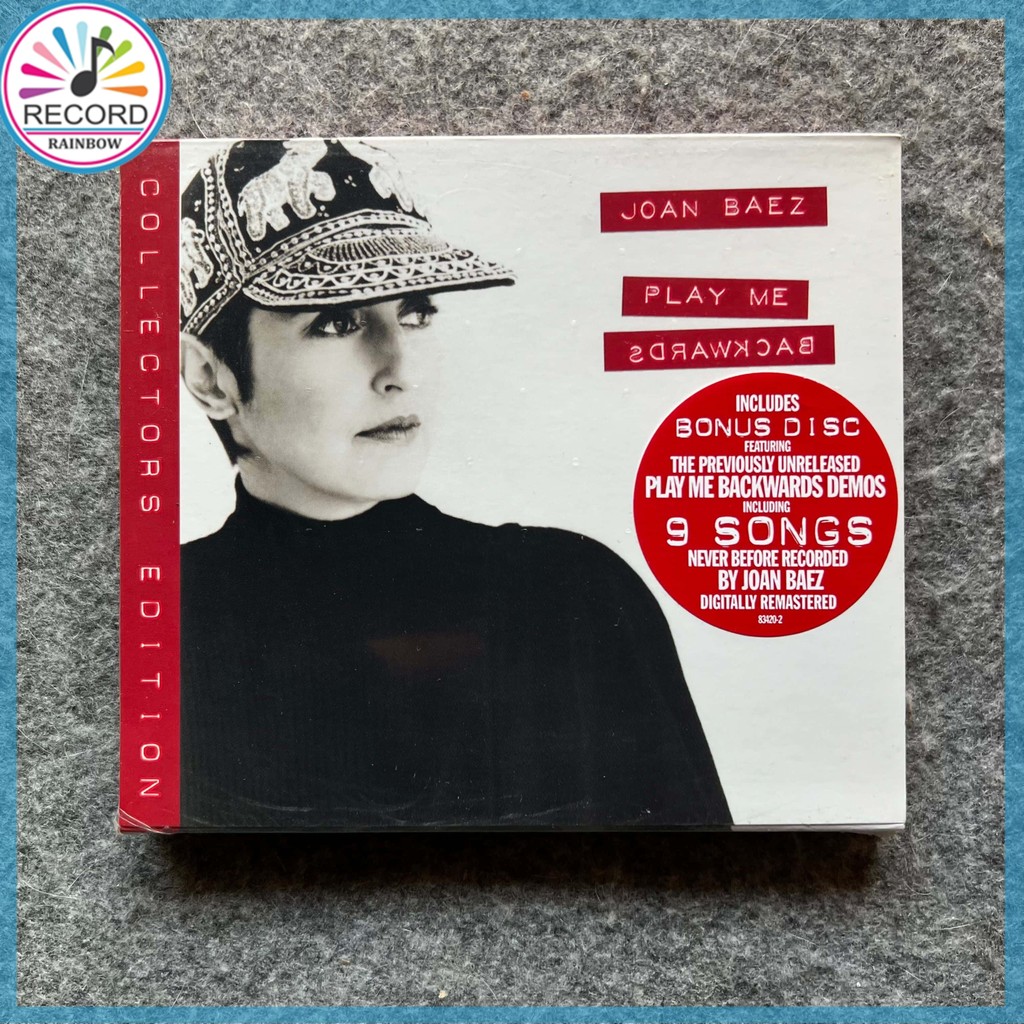 RECORD
RAINBOW
COLLECTORS EDITION
JOAN BAEZ
PLAY ME
BACKWARDS
INCLUDES
BONUS DISC
FEATURING
THE PREVIOUSLY UNRELEASED
PLAY ME BACKWARDS DEMOS
INCLUDING
9 SONGS
NEVER BEFORE RECORDED
BY JOAN BAEZ
DIGITALLY REMASTERED
83420-2